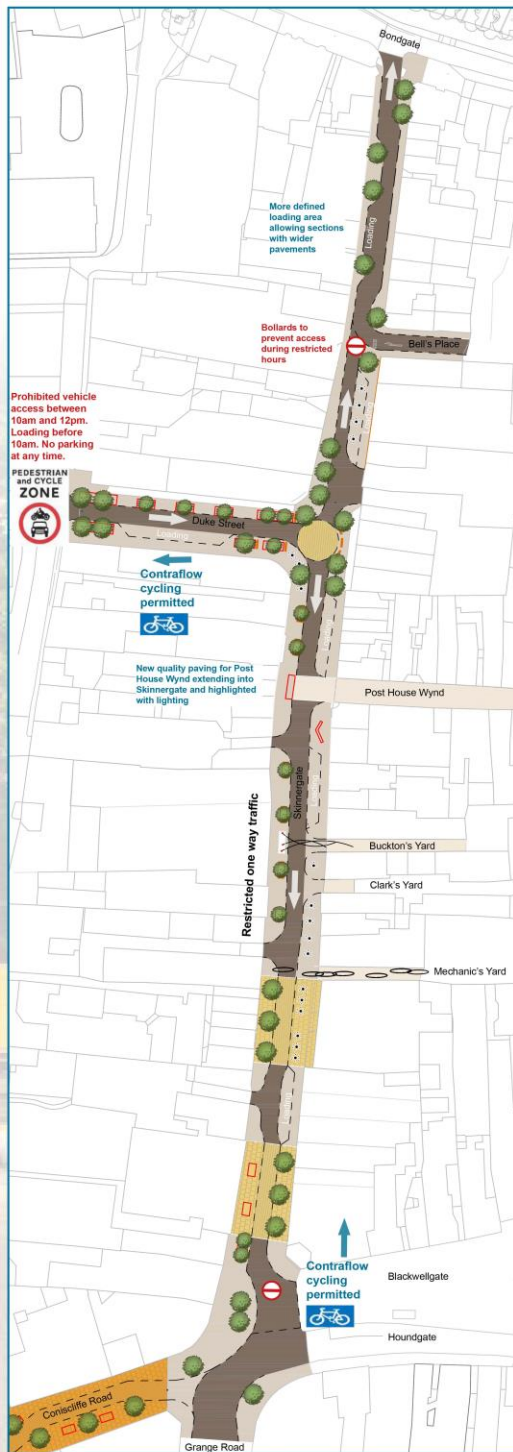 Bondgate
More defined
loading area
allowing sections
with wider
pavements
Loading
Bollards to
prevent access
during restricted
hours
Bell's Place
Prohibited vehicle
access between
10am and 12pm.
Loading before
10am. No parking
at any time.
PEDESTRIAN
and CYCLE
ZONE
Duke Street
Loading
Contraflow
cycling
permitted
Loading
New quality paving for Post
House Wynd extending into
Skinnergate and highlighted
with lighting
Post House Wynd
Skinnergate
Loading
Restricted one way traffic
Buckton's Yard
Clark's Yard
Mechanic's Yard
Loading
Contraflow
cycling
permitted
Blackwellgate
Houndgate
Coniscliffe Road
Grange Road